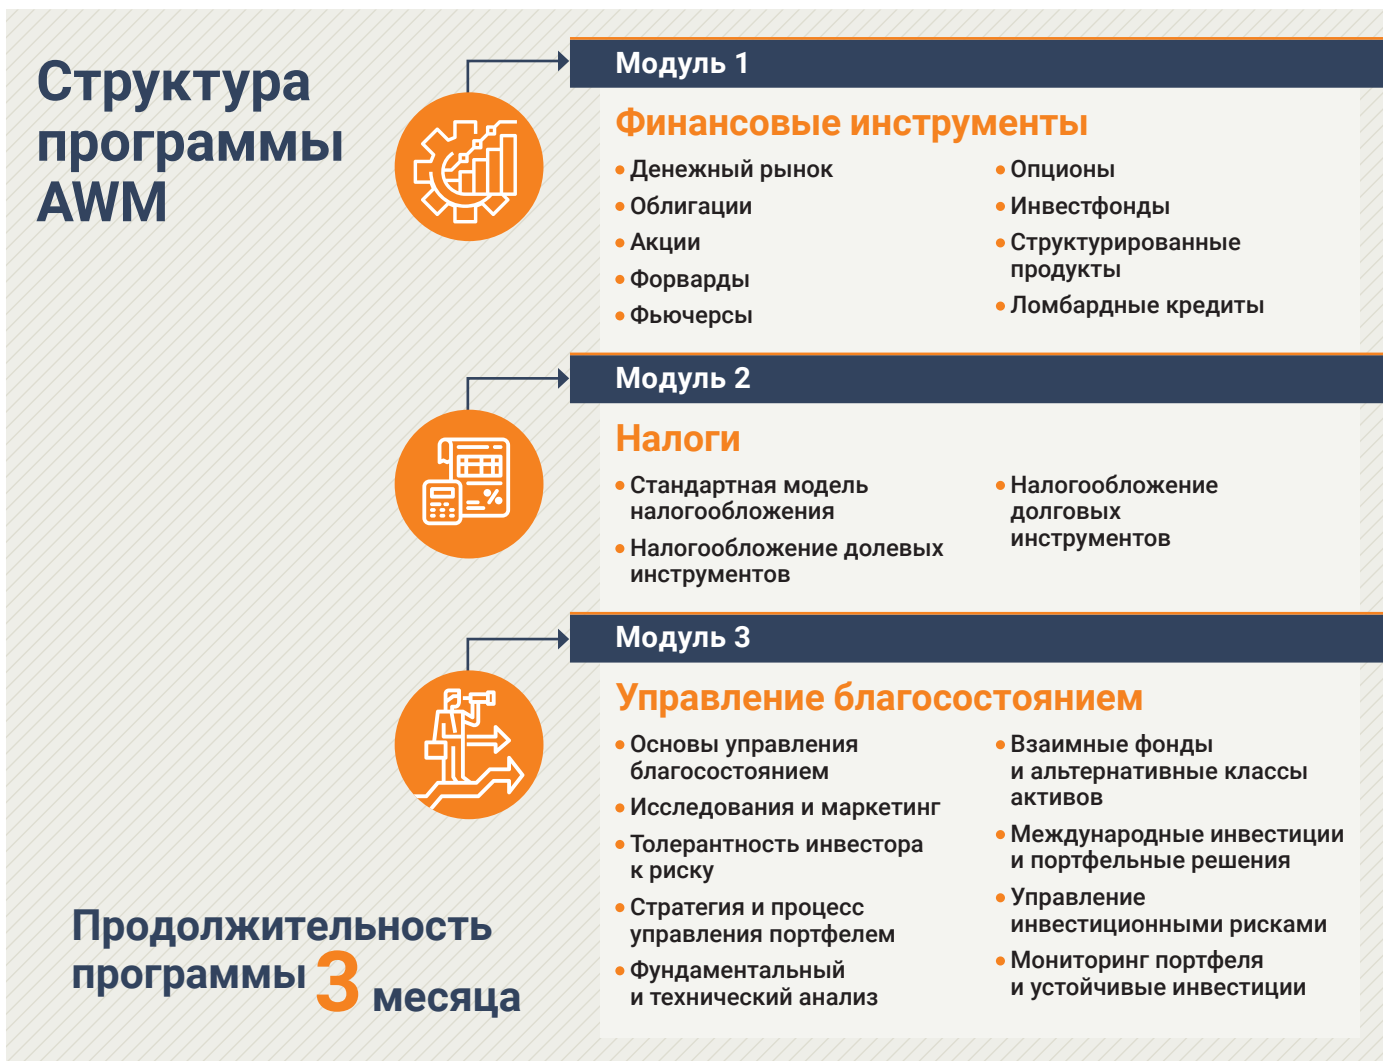 Структура
программы
AWM
Модуль 1
Финансовые инструменты
• Денежный рынок
• Облигации
• Акции
• Форварды
• Фьючерсы
• Опционы
• Инвестфонды
• Структурированные
продукты
• Ломбардные кредиты
Модуль 2
Налоги
• Стандартная модель
налогообложения
• Налогообложение долевых
инструментов
• Налогообложение
долговых
инструментов
%
Модуль 3
Управление благосостоянием
• Основы управления
благосостоянием
• Исследования и маркетинг
• Толерантность инвестора
к риску
• Стратегия и процесс
управления портфелем
• Фундаментальный
и технический анализ
• Взаимные фонды
и альтернативные классы
активов
• Международные инвестиции
и портфельные решения
• Управление
инвестиционными рисками
• Мониторинг портфеля
и устойчивые инвестиции
Продолжительность
программы 3 месяца